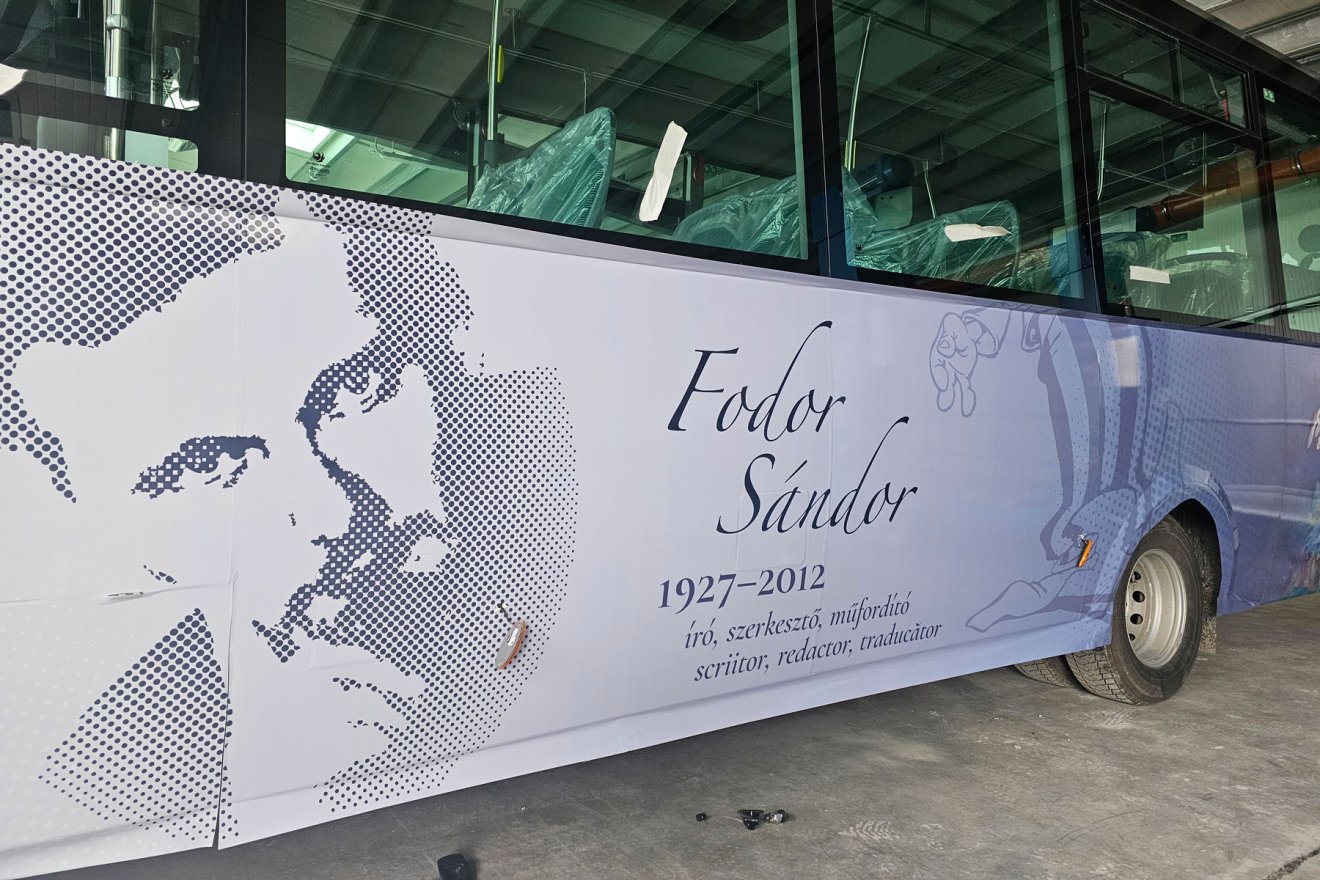 Fodor
Sándor
1927–2012
író, szerkesztő, műfordító
scriitor, redactor, traducător